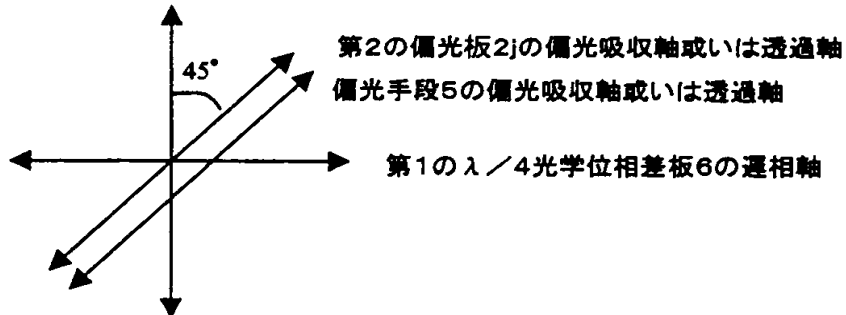 第2の偏光板2jの偏光吸収軸或いは透過軸
45°
偏光手段5の偏光吸収軸或いは透過軸
第1のλ／4光学位相差板6の遅相軸